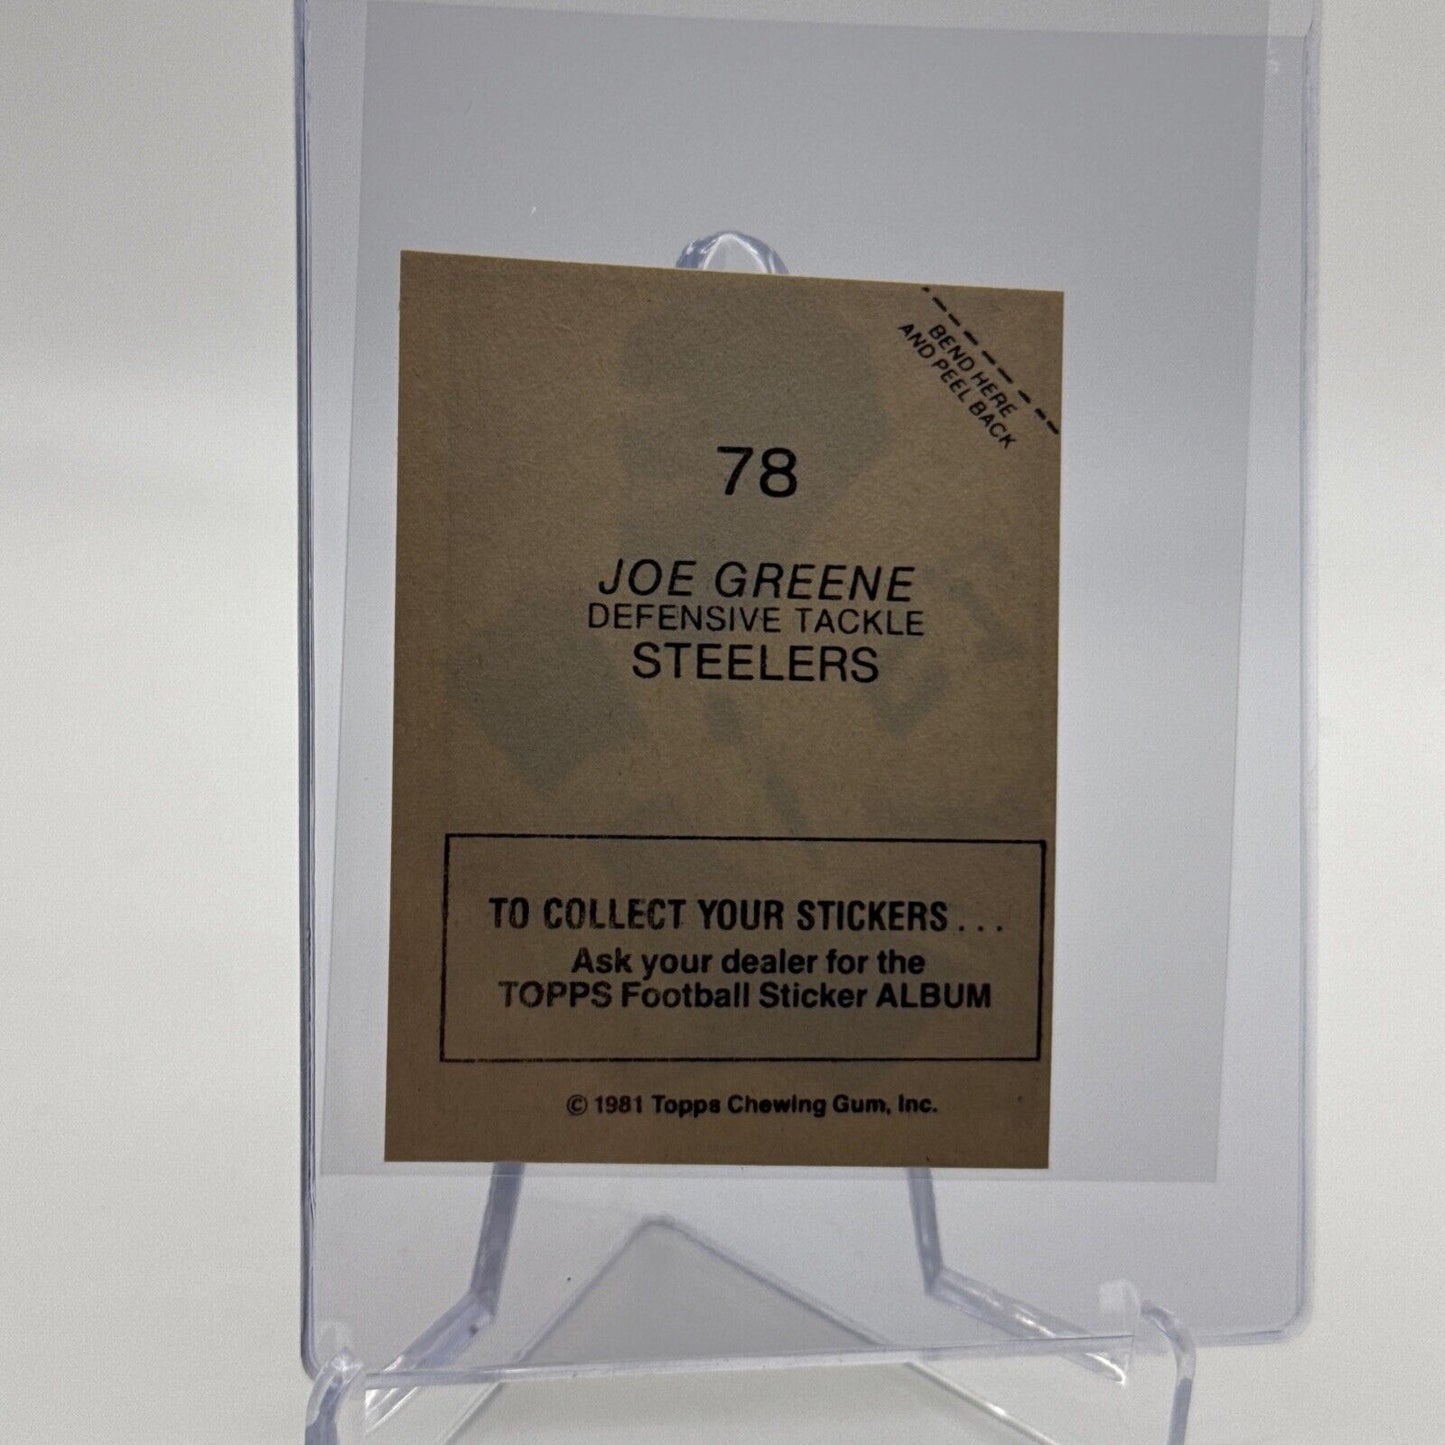 BEND HERE
AND PEEL BACK
78
JOE GREENE
DEFENSIVE TACKLE
STEELERS
TO COLLECT YOUR STICKERS...
Ask your dealer for the
TOPPS Football Sticker ALBUM
© 1981 Topps Chewing Gum, Inc.